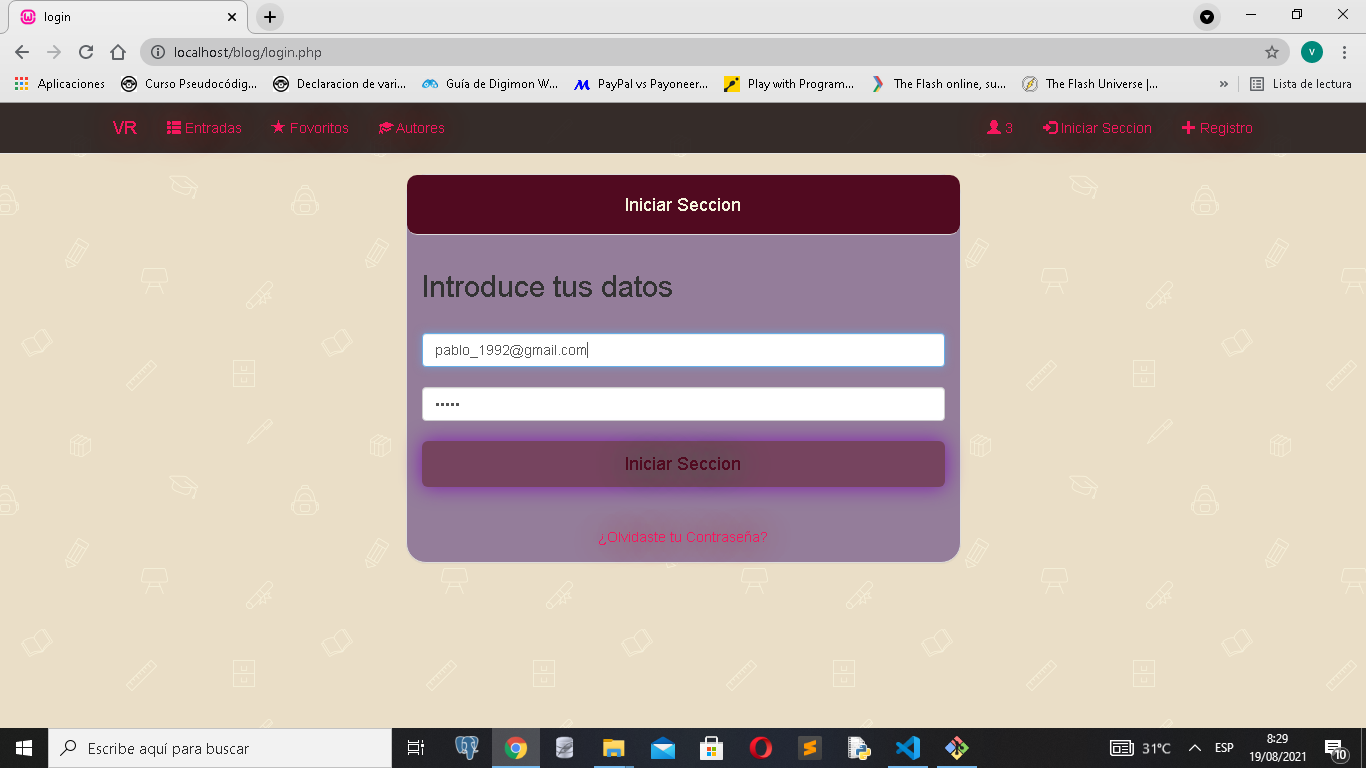 login
localhost/blog/login.php
V
Aplicaciones Curso Pseudocódig... Declaracion de vari... Guía de Digimon W... PayPal vs Payoneer... Play with Program... The Flash online, su... The Flash Universe |... » Lista de lectura
VR Entradas Fovoritos Autores 3 Iniciar Seccion Registro
Iniciar Seccion
Introduce tus datos
pablo_1992@gmail.com
•••••
Iniciar Seccion
¿Olvidaste tu Contraseña?
Escribe aquí para buscar
31°C
ESP
8:29
19/08/2021
10